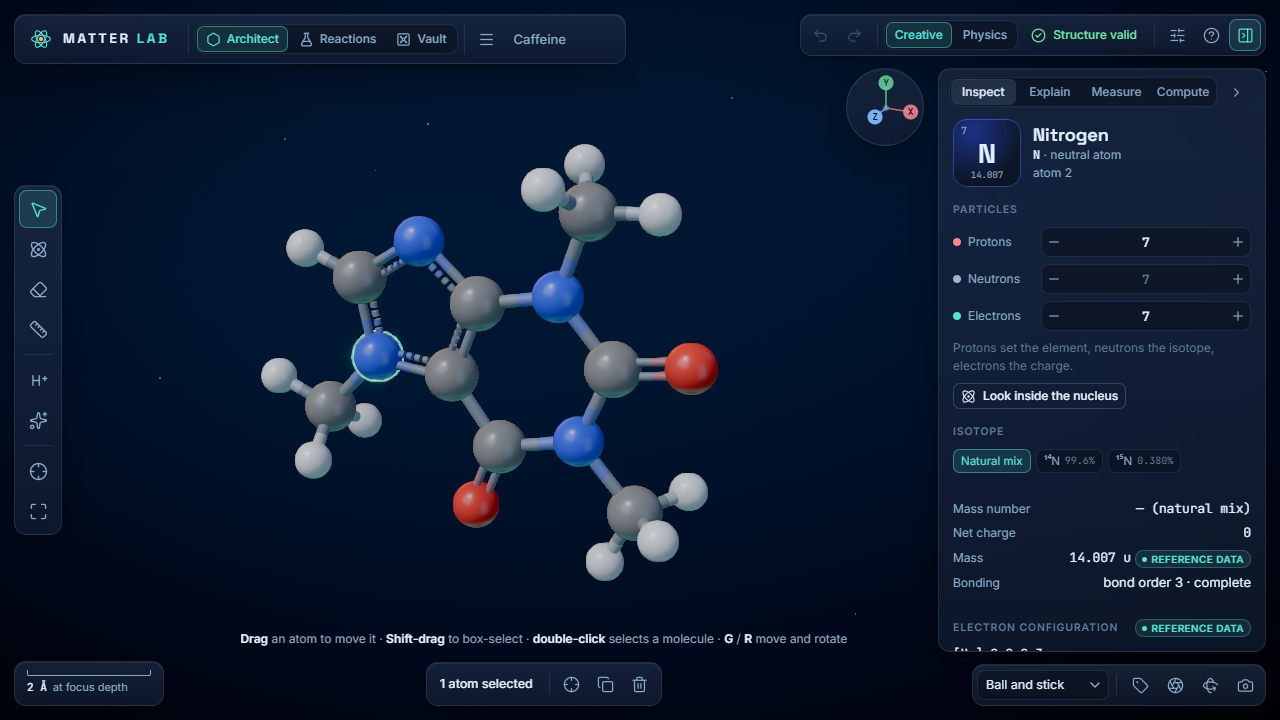 MATTER LAB
Architect
Reactions
Vault
Caffeine
Creative
Physics
Structure valid
Y
X
Z
Inspect
Explain
Measure
Compute
7
N
14.007
Nitrogen
N · neutral atom
atom 2
PARTICLES
Protons
− 7 +
Neutrons
− 7 +
Electrons
− 7 +
Protons set the element, neutrons the isotope,
electrons the charge.
Look inside the nucleus
ISOTOPE
Natural mix
¹⁴N 99.6%
¹⁵N 0.380%
Mass number — (natural mix)
Net charge 0
Mass 14.007 u REFERENCE DATA
Bonding bond order 3 · complete
ELECTRON CONFIGURATION REFERENCE DATA
H⁺
Drag an atom to move it · Shift-drag to box-select · double-click selects a molecule · G / R move and rotate
2 Å at focus depth
1 atom selected
Ball and stick